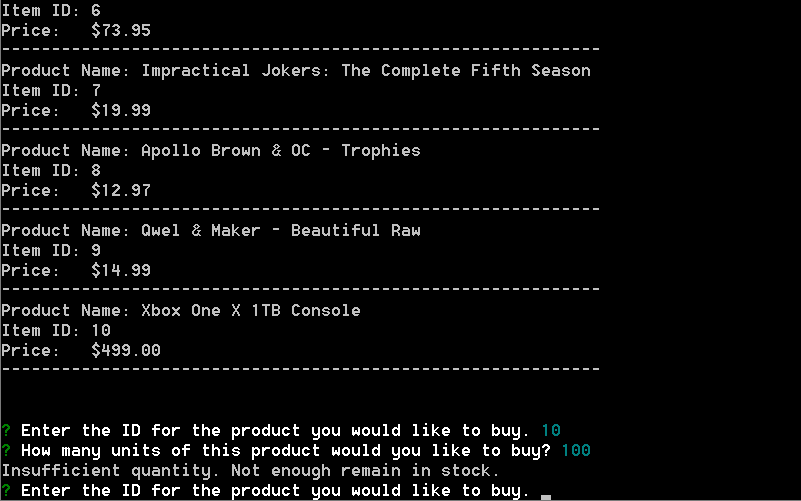 Item ID: 6
Price:   $73.95
------------------------------------------------------------
Product Name: Impractical Jokers: The Complete Fifth Season
Item ID: 7
Price:   $19.99
------------------------------------------------------------
Product Name: Apollo Brown & OC - Trophies
Item ID: 8
Price:   $12.97
------------------------------------------------------------
Product Name: Qwel & Maker - Beautiful Raw
Item ID: 9
Price:   $14.99
------------------------------------------------------------
Product Name: Xbox One X 1TB Console
Item ID: 10
Price:   $499.00
------------------------------------------------------------
? Enter the ID for the product you would like to buy. 10
? How many units of this product would you like to buy? 100
Insufficient quantity. Not enough remain in stock.
? Enter the ID for the product you would like to buy.